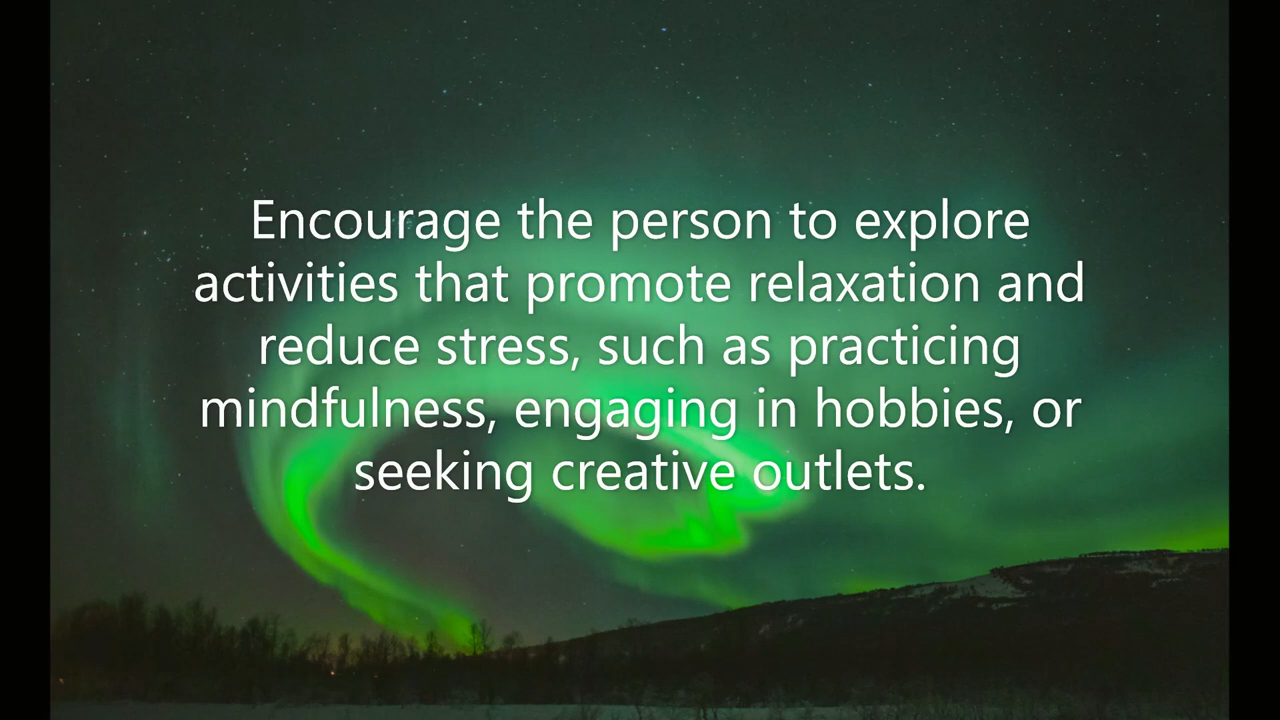 Encourage the person to explore
activities that promote relaxation and
reduce stress, such as practicing
mindfulness, engaging in hobbies, or
seeking creative outlets.